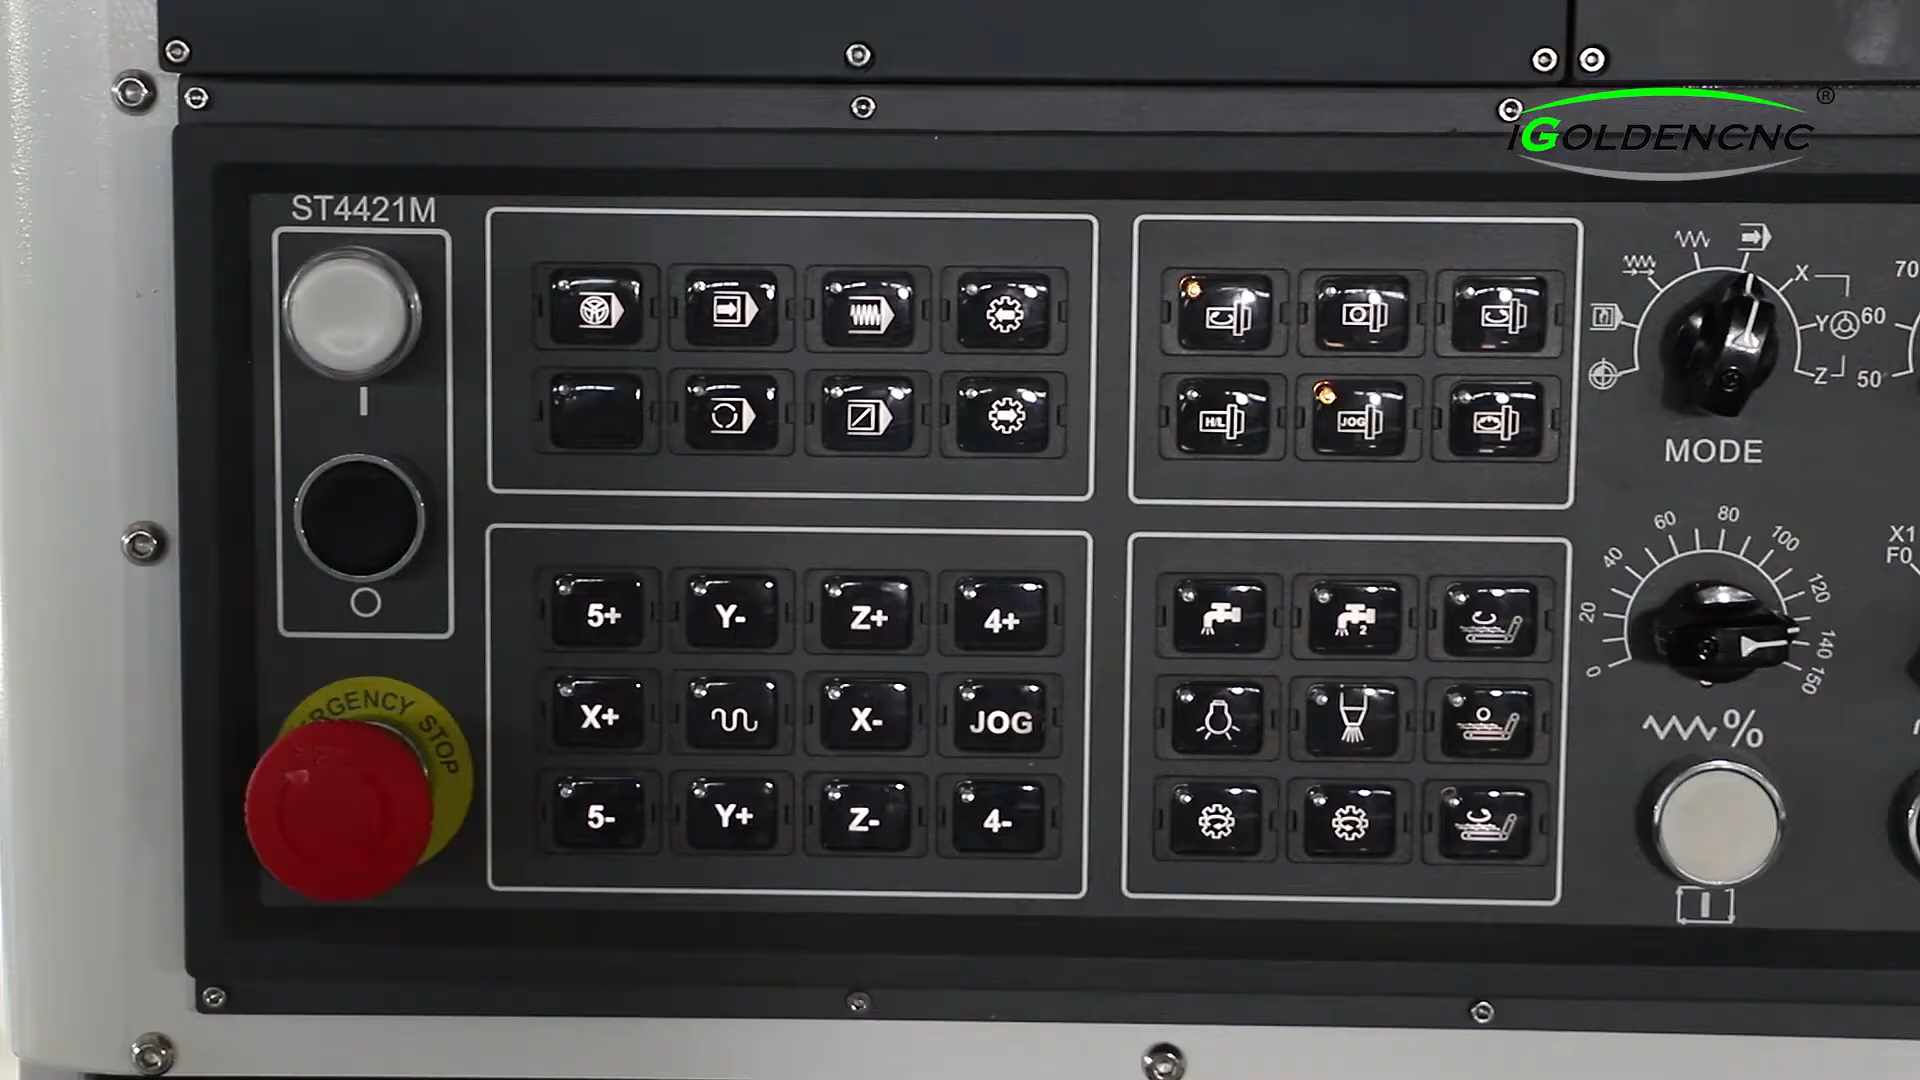 iGOLDENCNC ®
ST4421M
I
O
EMERGENCY STOP
H/L
JOG
5+ Y- Z+ 4+
X+ X- JOG
5- Y+ Z- 4-
2
C
O
C
X
Y
Z
MODE
70
60
50
0 20 40 60 80 100 120 140 150
%
X1
F0